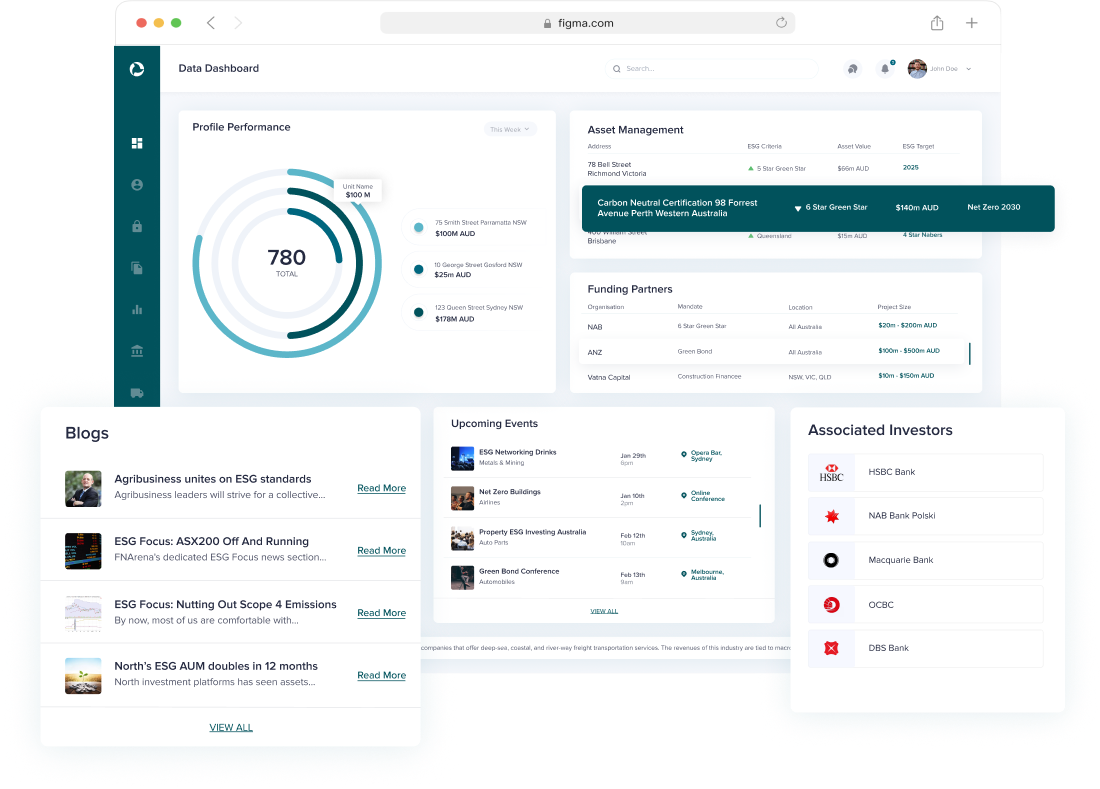 figma.com
Data Dashboard
Search...
John Doe
Profile Performance
This Week
Unit Name
$100 M
780
TOTAL
75 Smith Street Parramatta NSW
$100M AUD
10 George Street Gosford NSW
$25m AUD
123 Queen Street Sydney NSW
$178M AUD
Asset Management
Address ESG Criteria Asset Value ESG Target
78 Bell Street
Richmond Victoria
5 Star Green Star $66m AUD 2025
Carbon Neutral Certification 98 Forrest
Avenue Perth Western Australia
6 Star Green Star $140m AUD Net Zero 2030
400 William Street
Brisbane
Queensland $15m AUD 4 Star Nabers
Funding Partners
Organisation Mandate Location Project Size
NAB 6 Star Green Star All Australia $20m - $200m AUD
ANZ Green Bond All Australia $100m - $500m AUD
Vatna Capital Construction Financee NSW, VIC, QLD $10m - $150m AUD
Blogs
Agribusiness unites on ESG standards
Agribusiness leaders will strive for a collective...
Read More
ESG Focus: ASX200 Off And Running
FNArena's dedicated ESG Focus news section...
Read More
ESG Focus: Nutting Out Scope 4 Emissions
By now, most of us are comfortable with...
Read More
North's ESG AUM doubles in 12 months
North investment platforms has seen assets...
Read More
VIEW ALL
Upcoming Events
ESG Networking Drinks
Metals & Mining
Jan 29th
6pm
Opera Bar,
Sydney
Net Zero Buildings
Airlines
Jan 10th
2pm
Online
Conference
Property ESG Investing Australia
Auto Parts
Feb 12th
10am
Sydney,
Australia
Green Bond Conference
Automobiles
Feb 13th
9am
Melbourne,
Australia
VIEW ALL
companies that offer deep-sea, coastal, and river-way freight transportation services. The revenues of this industry are tied to macr
Associated Investors
HSBC
HSBC Bank
NAB Bank Polski
Macquarie Bank
OCBC
DBS Bank